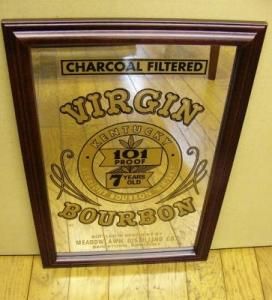 CHARCOAL FILTERED
VIRGIN
KENTUCKY
101
PROOF
7 YEARS
OLD
BOURBON
MEADOWLAWN DISTILLING CO.